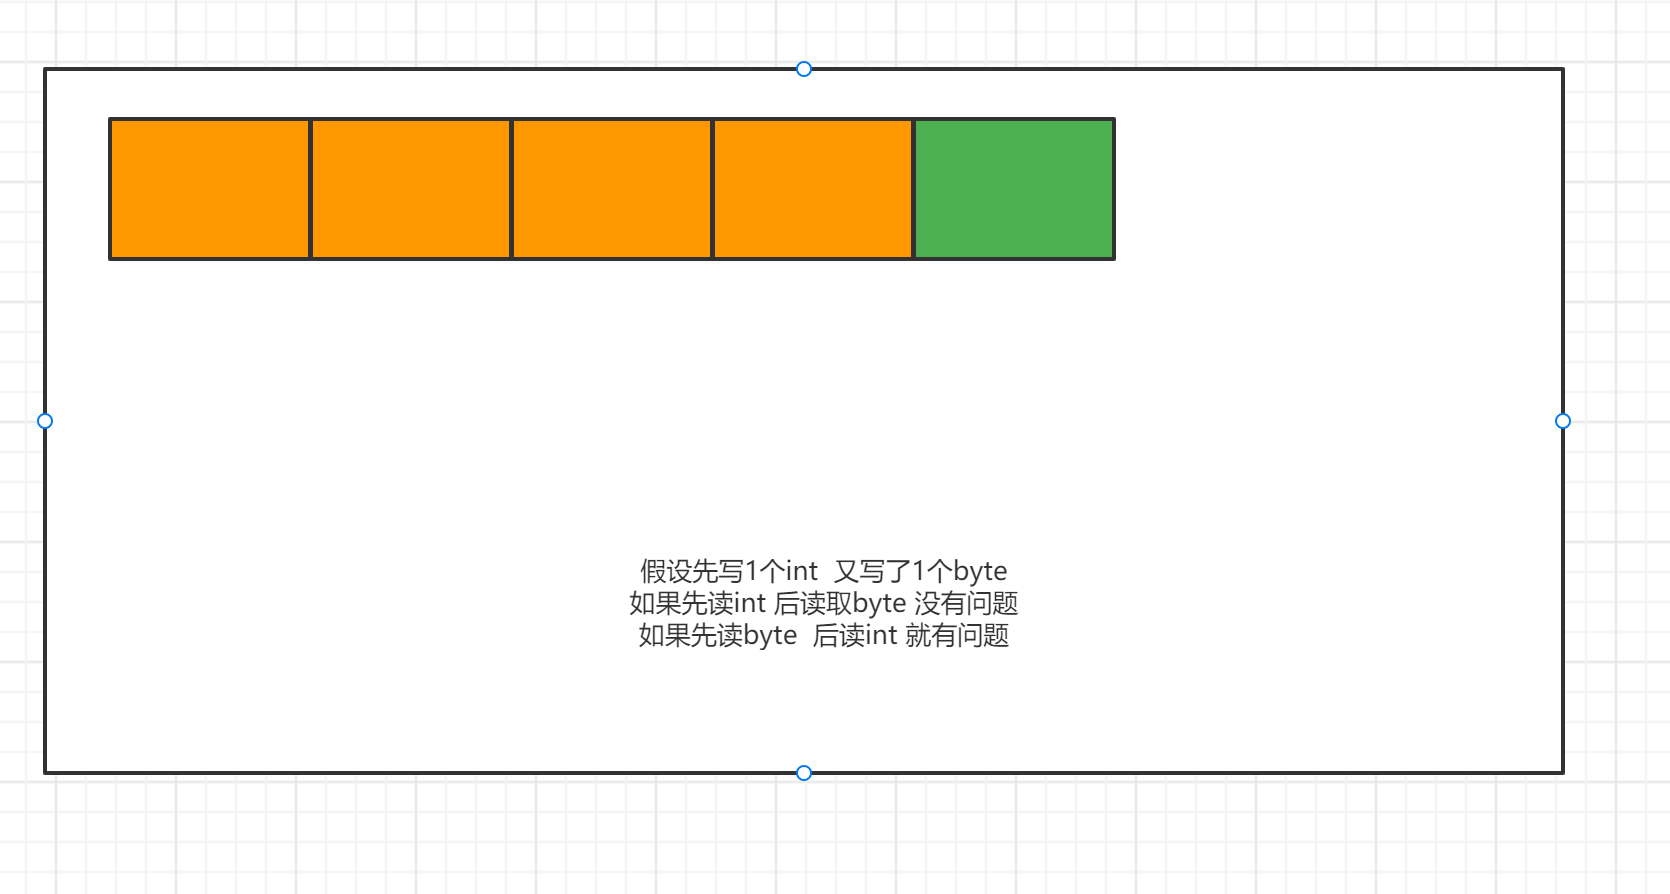 假设先写1个int  又写了1个byte
如果先读int 后读取byte 没有问题
如果先读byte  后读int 就有问题